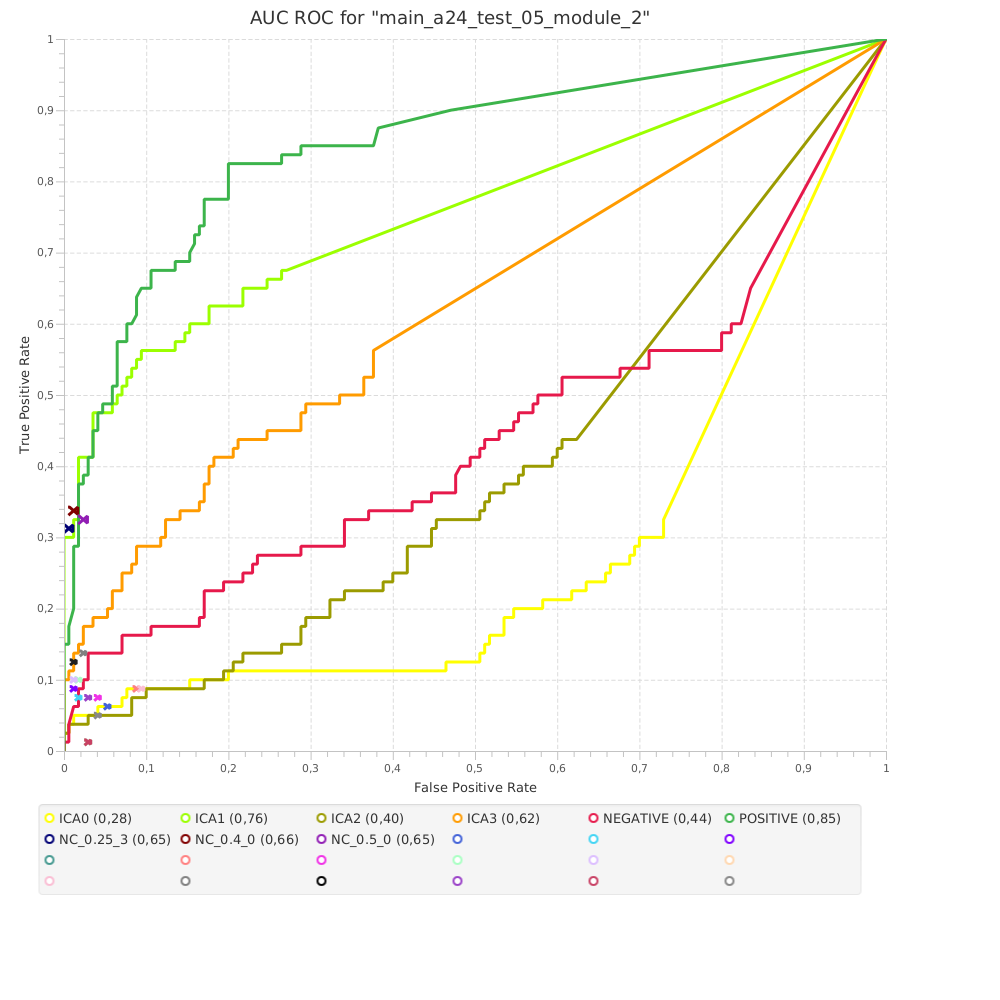 AUC ROC for "main_a24_test_05_module_2"
1
0,9
0,8
0,7
0,6
0,5
0,4
0,3
0,2
0,1
0
True Positive Rate
0 0,1 0,2 0,3 0,4 0,5 0,6 0,7 0,8 0,9 1
False Positive Rate
ICA0 (0,28) ICA1 (0,76) ICA2 (0,40) ICA3 (0,62) NEGATIVE (0,44) POSITIVE (0,85)
NC_0.25_3 (0,65) NC_0.4_0 (0,66) NC_0.5_0 (0,65)